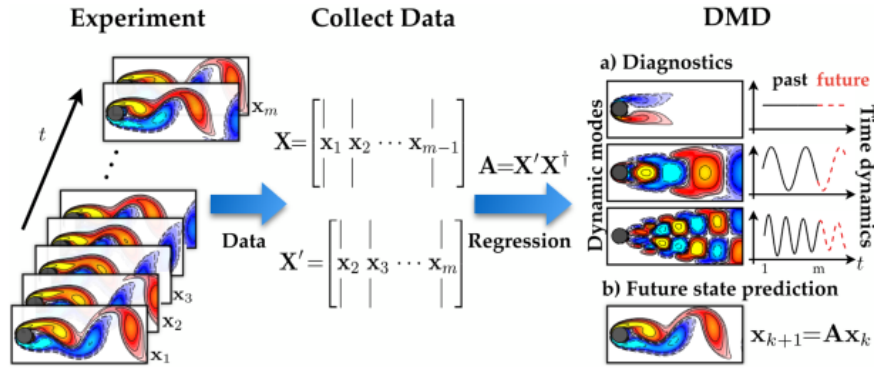 Experiment
Collect Data
DMD
t
x_m
x_3
x_2
x_1
Data
X = [x_1 x_2 ⋯ x_{m-1}]
X′ = [x_2 x_3 ⋯ x_m]
A=X′X†
Regression
a) Diagnostics
Dynamic modes
past future
Time dynamics
1 m t
b) Future state prediction
x_{k+1}=Ax_k